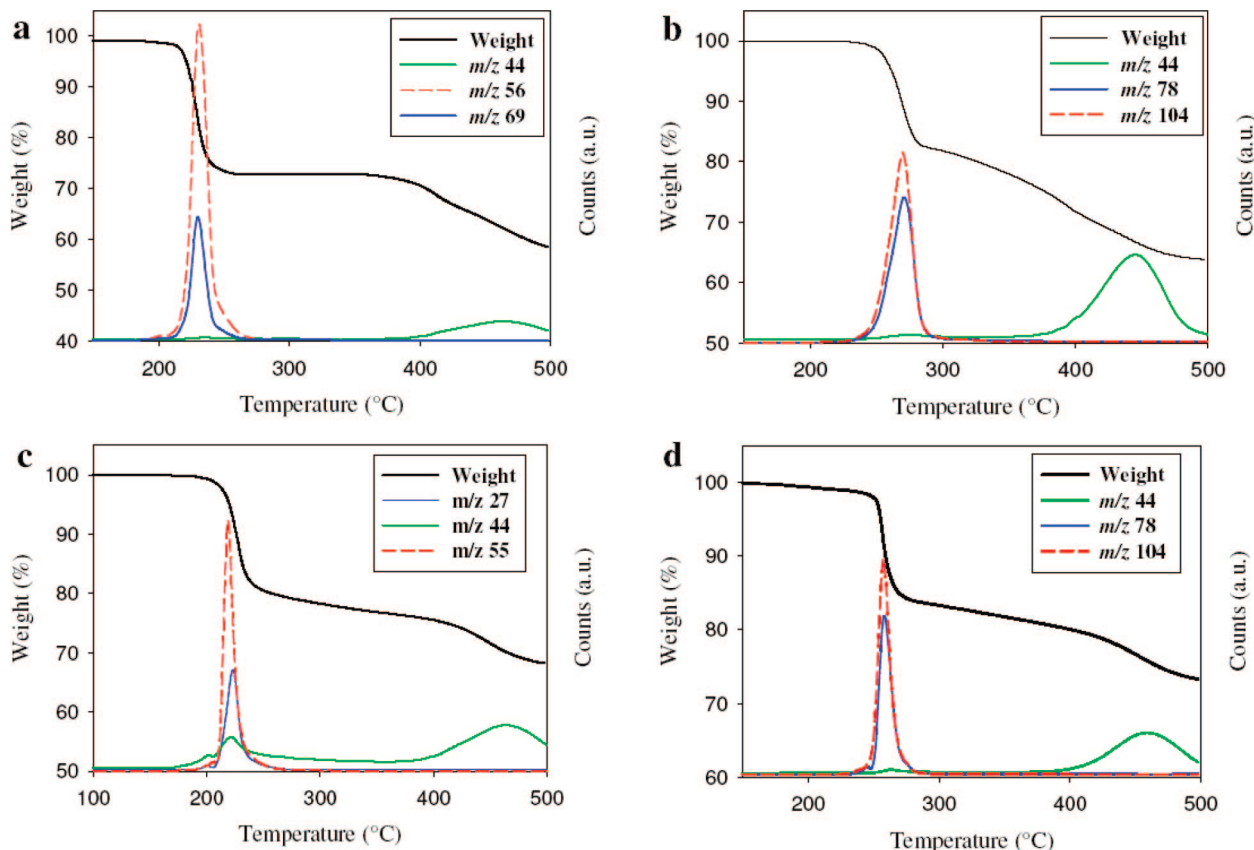 a
Weight
m/z 44
m/z 56
m/z 69
Weight (%)
100
90
80
70
60
50
40
200
300
400
500
Temperature (°C)
Counts (a.u.)
b
Weight
m/z 44
m/z 78
m/z 104
Weight (%)
100
90
80
70
60
50
200
300
400
500
Temperature (°C)
Counts (a.u.)
c
Weight
m/z 27
m/z 44
m/z 55
Weight (%)
100
90
80
70
60
50
100
200
300
400
500
Temperature (°C)
Counts (a.u.)
d
Weight
m/z 44
m/z 78
m/z 104
Weight (%)
100
90
80
70
60
200
300
400
500
Temperature (°C)
Counts (a.u.)